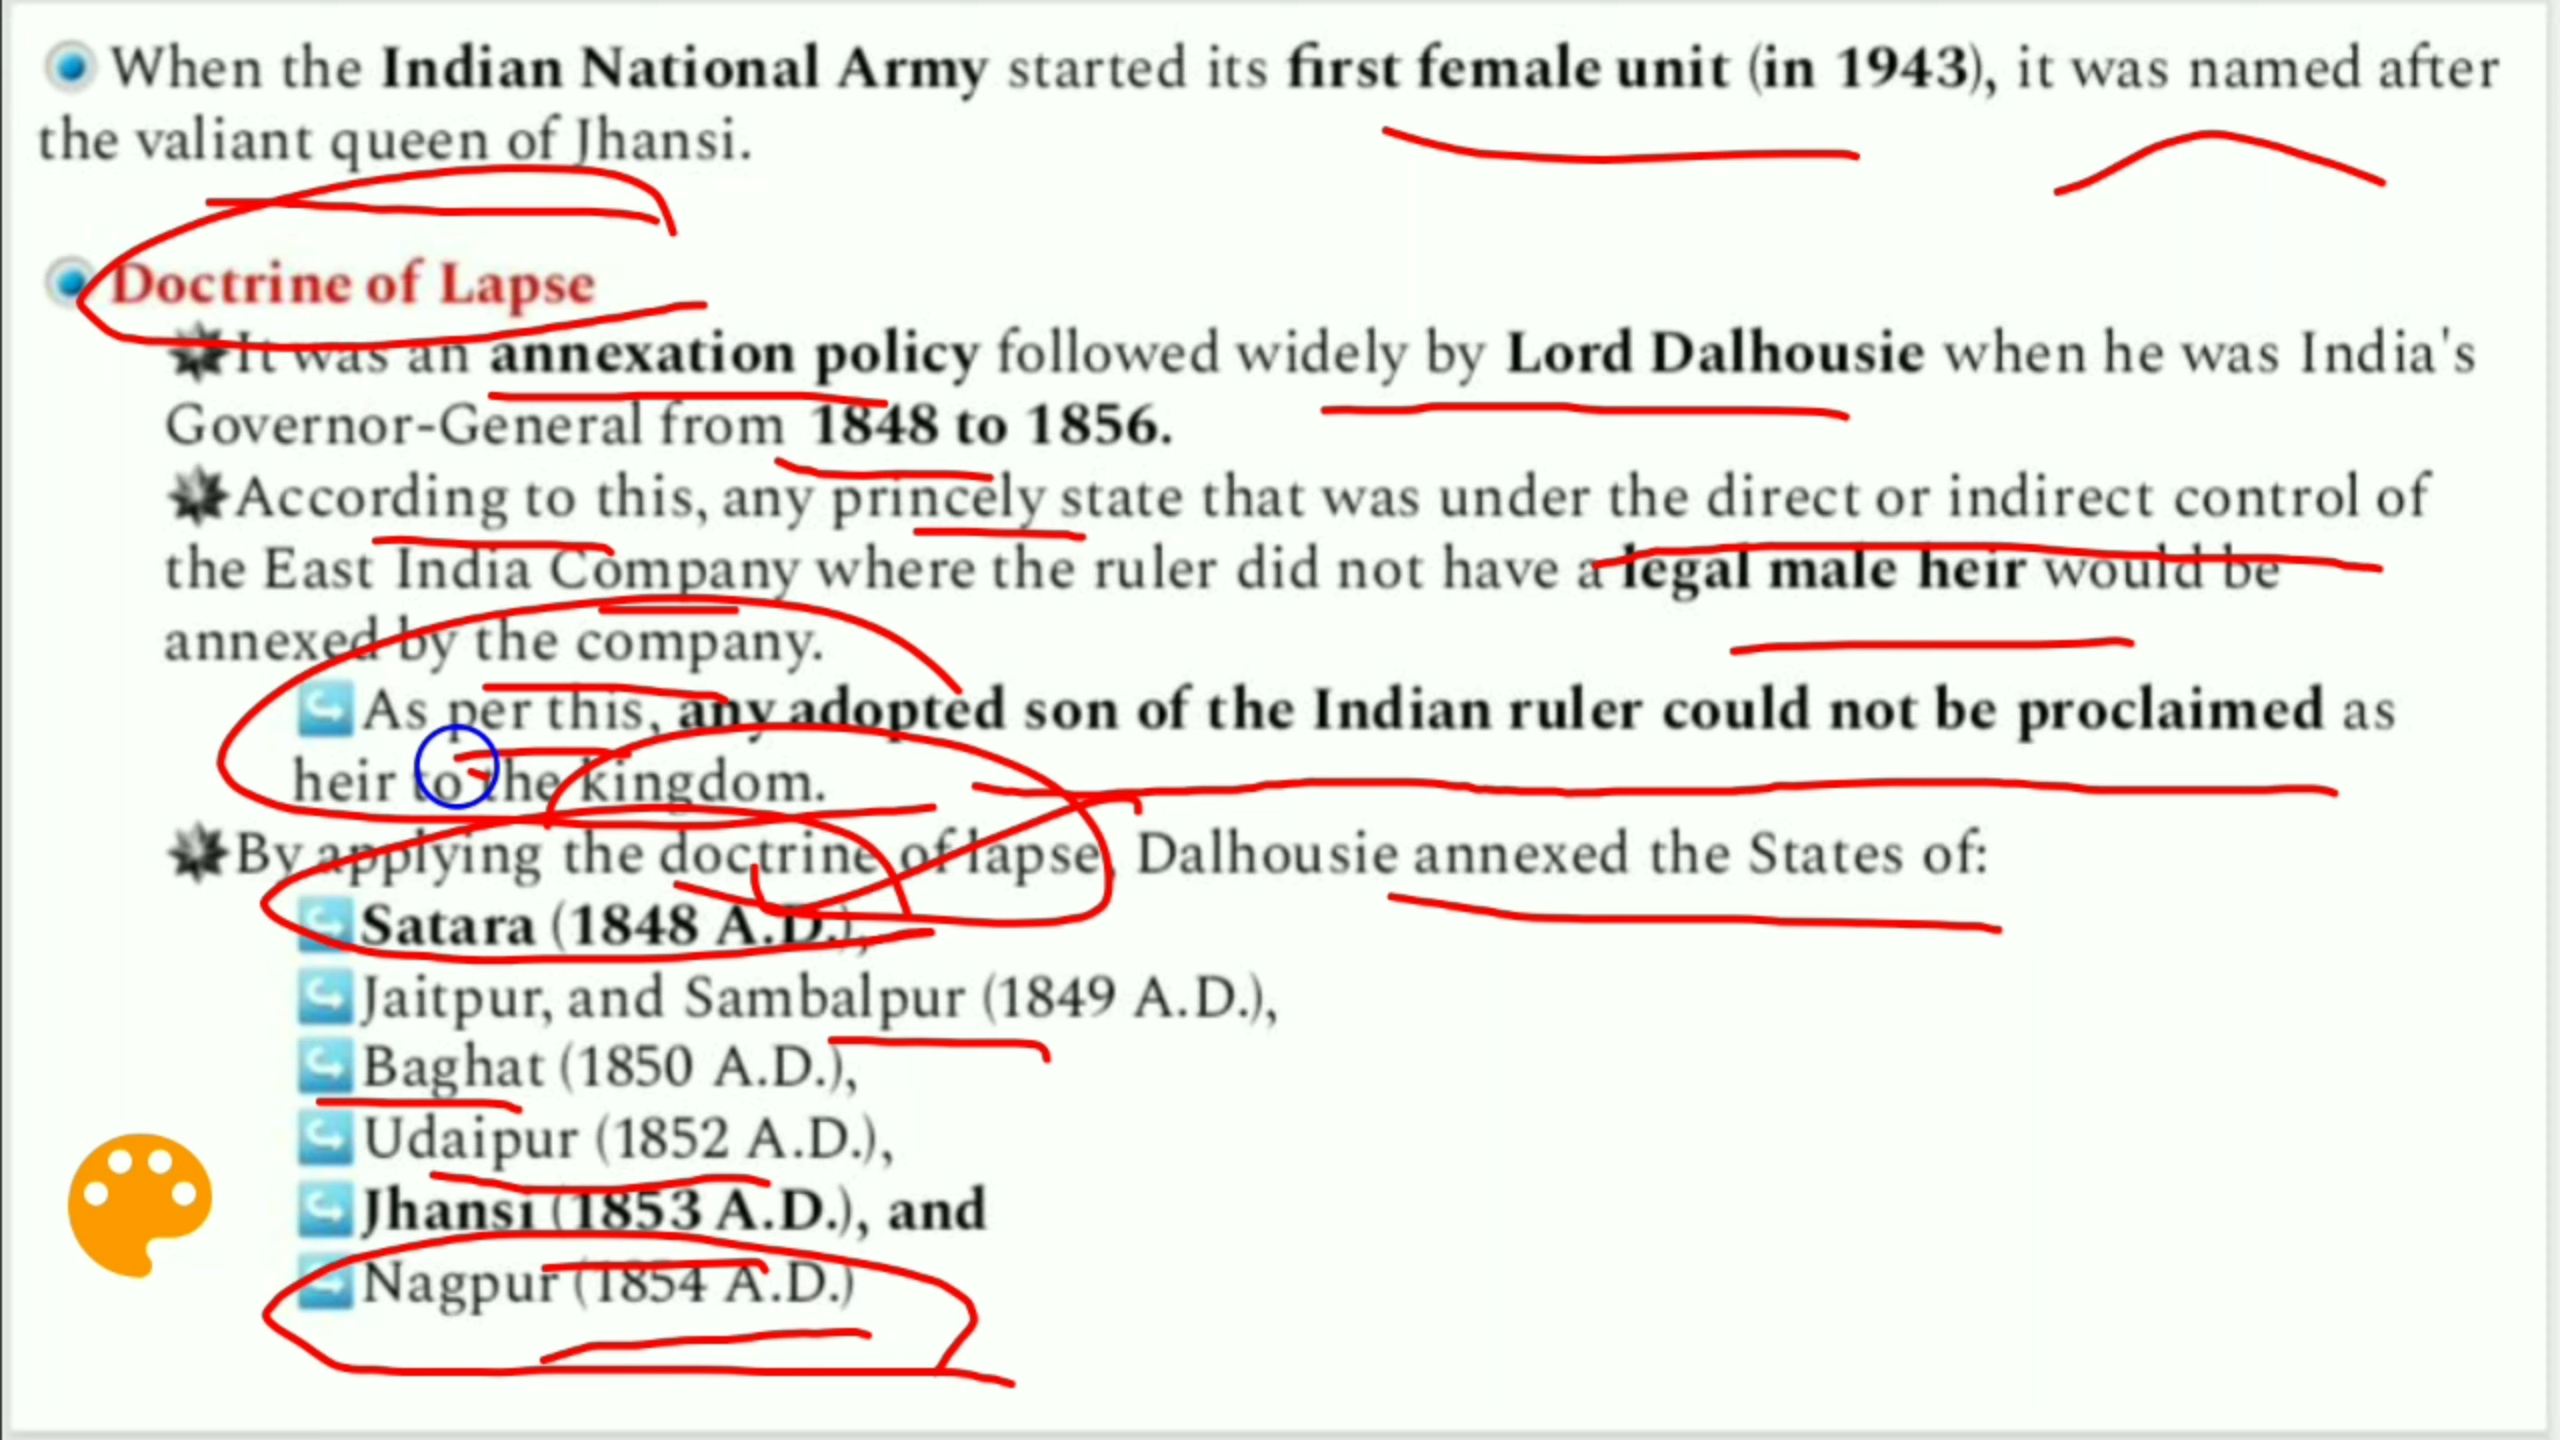 When the Indian National Army started its first female unit (in 1943), it was named after
the valiant queen of Jhansi.
Doctrine of Lapse
It was an annexation policy followed widely by Lord Dalhousie when he was India's
Governor-General from 1848 to 1856.
According to this, any princely state that was under the direct or indirect control of
the East India Company where the ruler did not have a legal male heir would be
annexed by the company.
As per this, any adopted son of the Indian ruler could not be proclaimed as
heir to the kingdom.
By applying the doctrine of lapse, Dalhousie annexed the States of:
Satara (1848 A.D.),
Jaitpur, and Sambalpur (1849 A.D.),
Baghat (1850 A.D.),
Udaipur (1852 A.D.),
Jhansi (1853 A.D.), and
Nagpur (1854 A.D.)